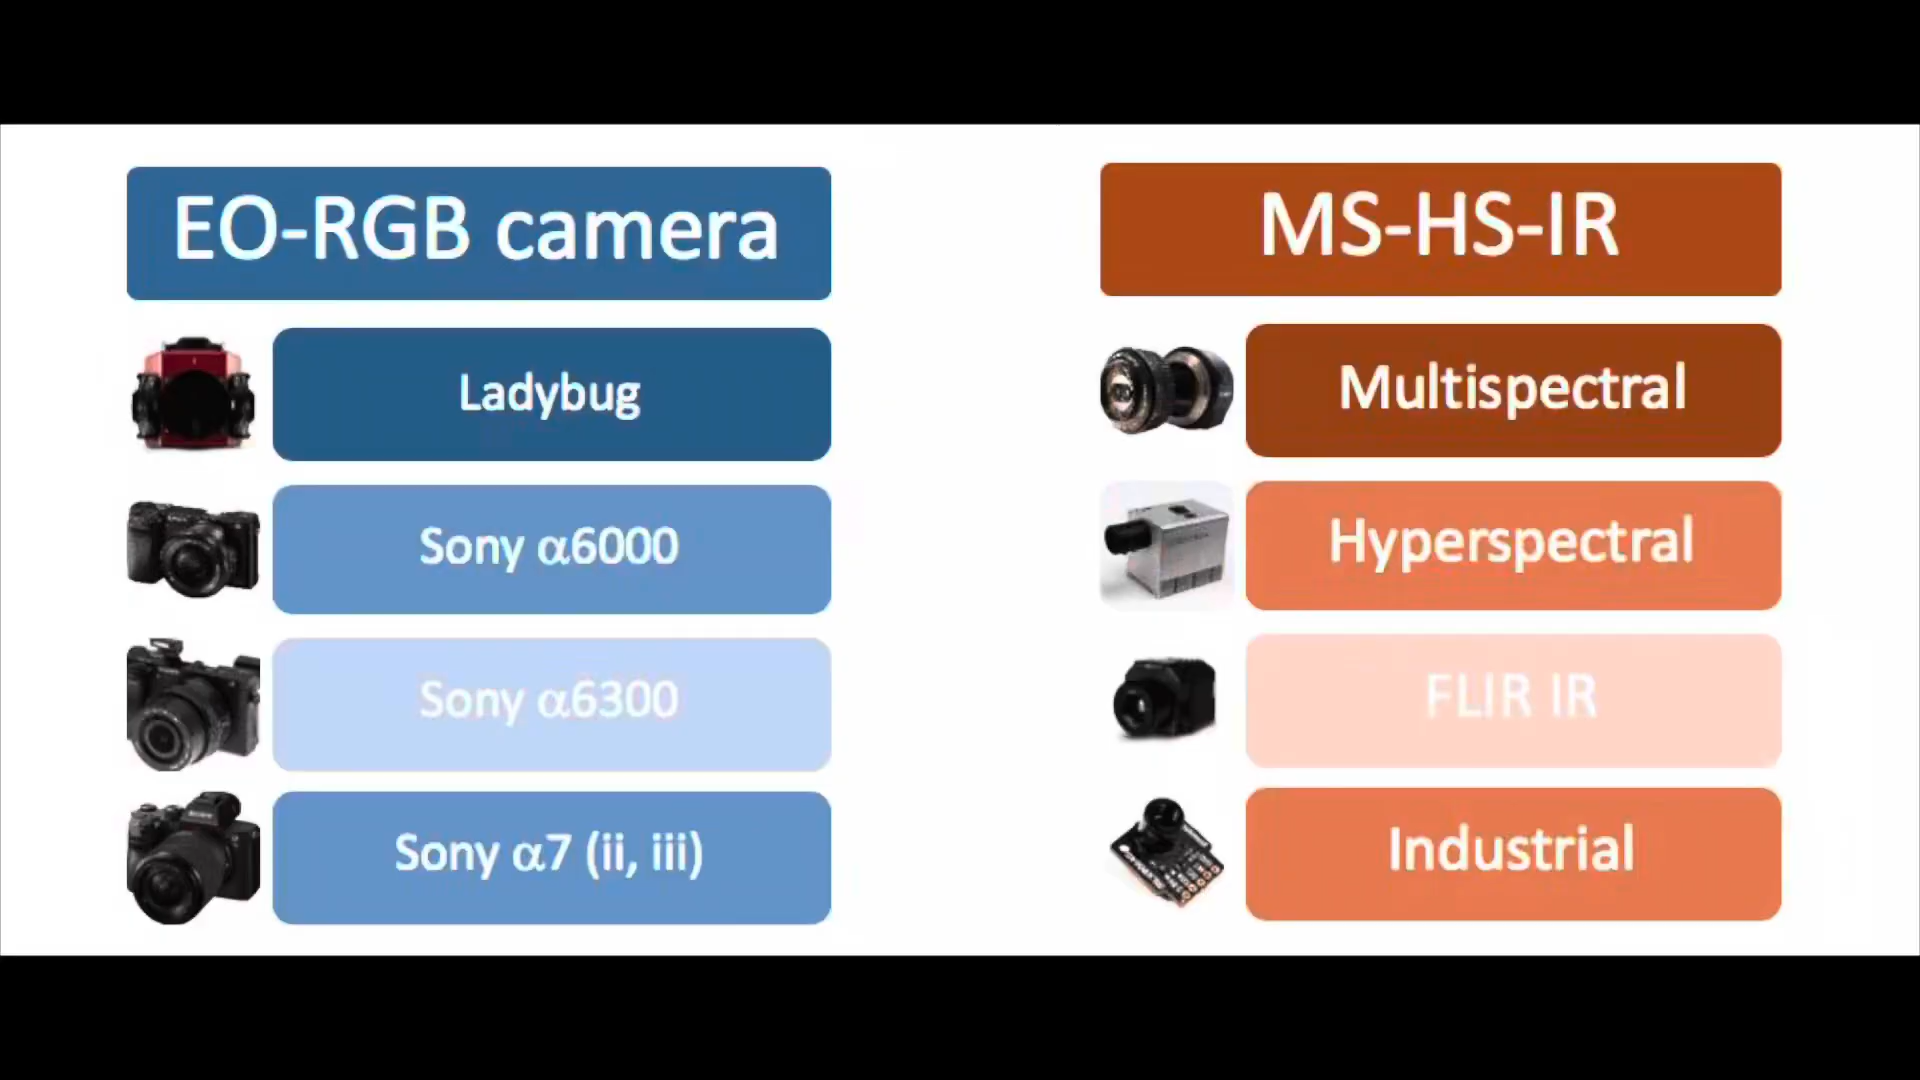 EO-RGB camera
Ladybug
Sony α6000
Sony α6300
Sony α7 (ii, iii)
MS-HS-IR
Multispectral
Hyperspectral
FLIR IR
Industrial